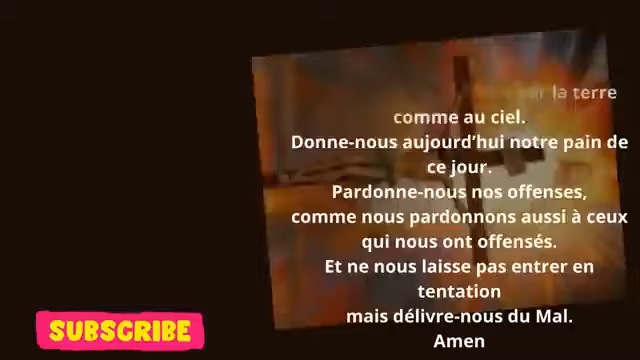 la terre
comme au ciel.
Donne-nous aujourd’hui notre pain de
ce jour.
Pardonne-nous nos offenses,
comme nous pardonnons aussi à ceux
qui nous ont offensés.
Et ne nous laisse pas entrer en
tentation
mais délivre-nous du Mal.
Amen
SUBSCRIBE